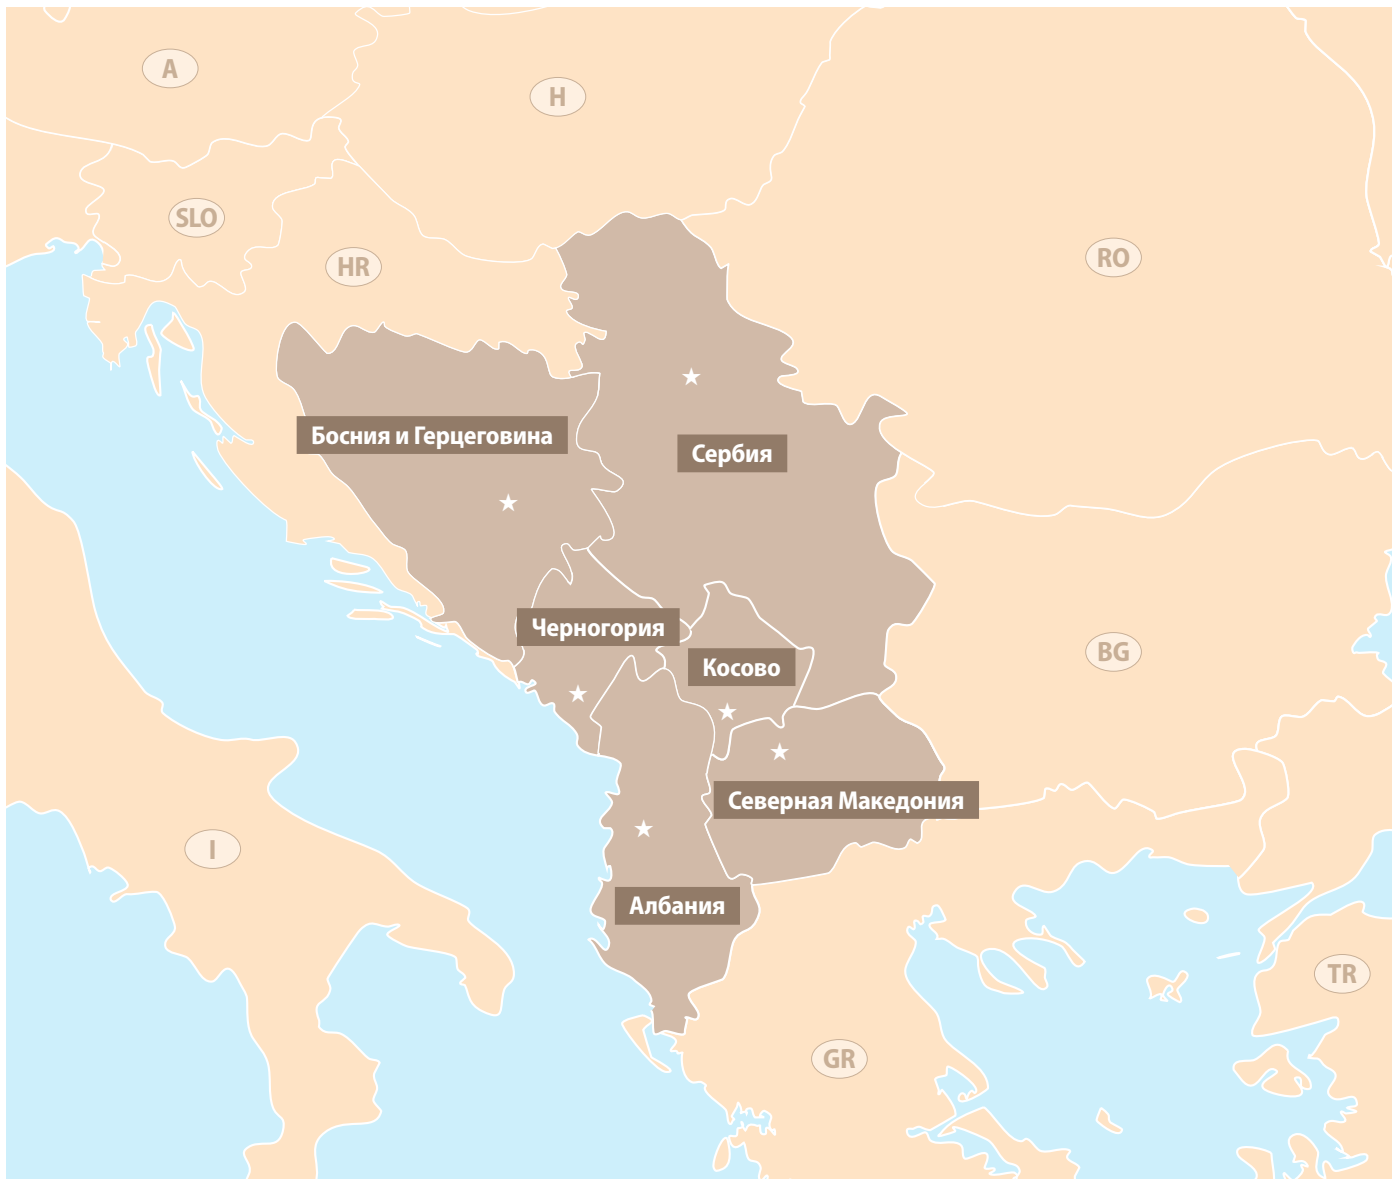 A
H
SLO
HR
RO
Босния и Герцеговина
Сербия
Черногория
Косово
BG
Северная Македония
I
Албания
TR
GR